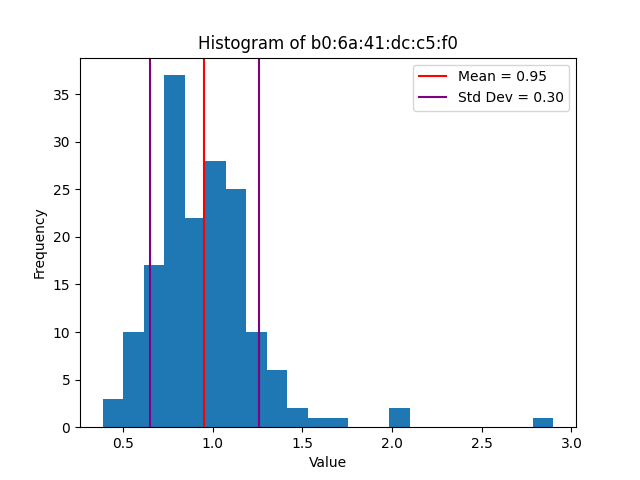 Histogram of b0:6a:41:dc:c5:f0
Mean = 0.95
Std Dev = 0.30
Frequency
35
30
25
20
15
10
5
0
0.5 1.0 1.5 2.0 2.5 3.0
Value